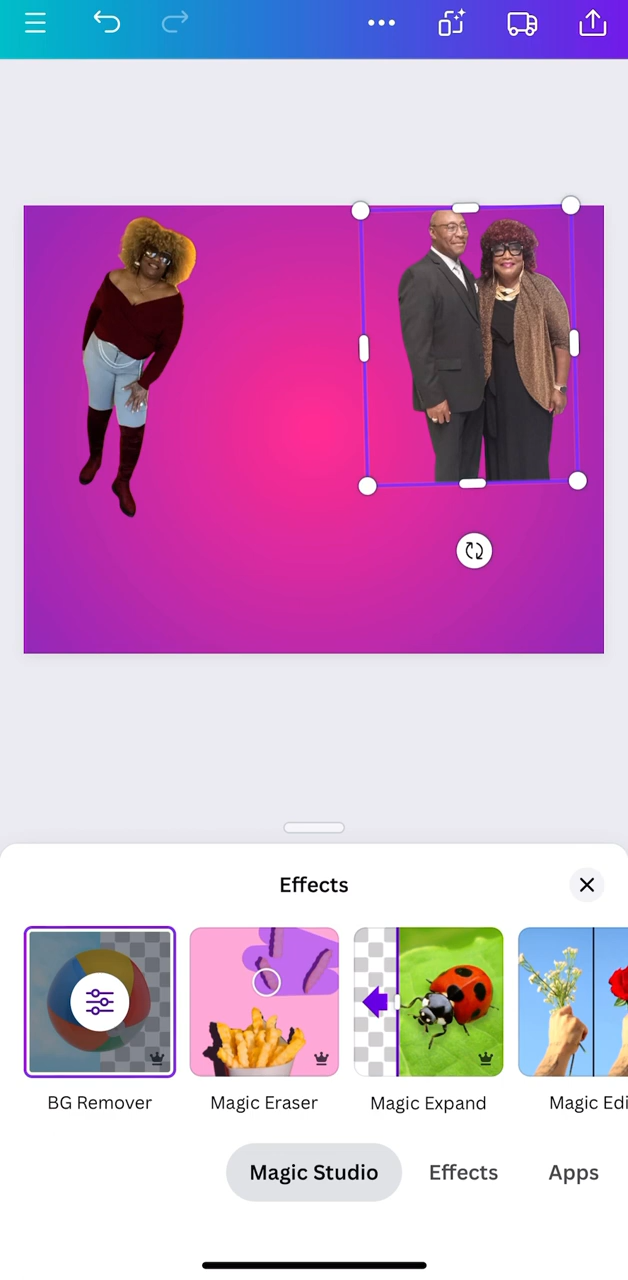 Effects
BG Remover
Magic Eraser
Magic Expand
Magic Edi
Magic Studio
Effects
Apps